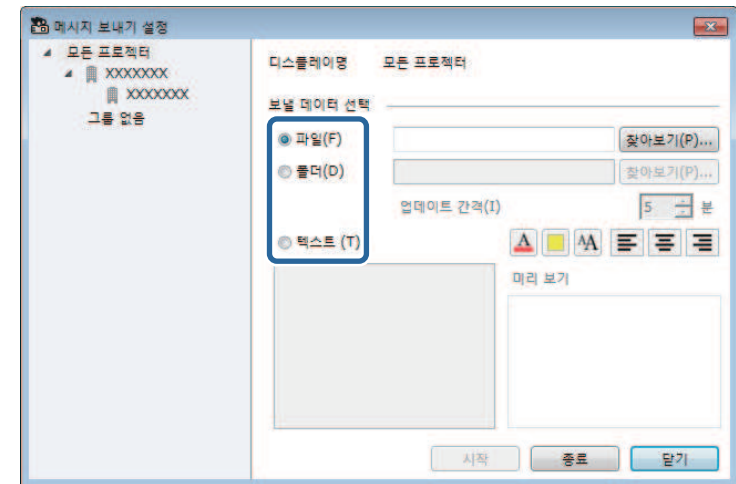 메시지 보내기 설정
모든 프로젝터
XXXXXXX
XXXXXXX
그룹 없음
디스플레이명 모든 프로젝터
보낼 데이터 선택
파일(F) 찾아보기(P)...
폴더(D) 찾아보기(P)...
업데이트 간격(I) 5 분
텍스트 (T) A AA
미리 보기
시작 종료 닫기